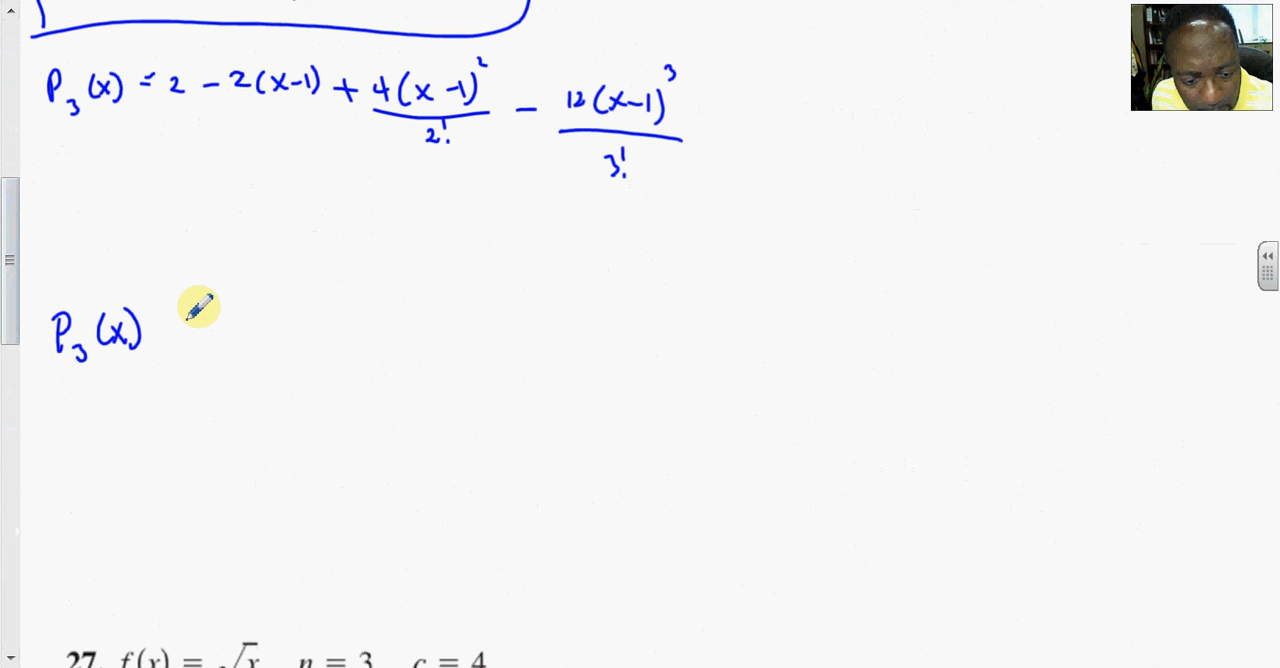 P₃(x) = 2 - 2(x-1) + 4(x-1)²/2! - 12(x-1)³/3!
P₃(x)
27. f(x) = √x, n = 3, c = 4